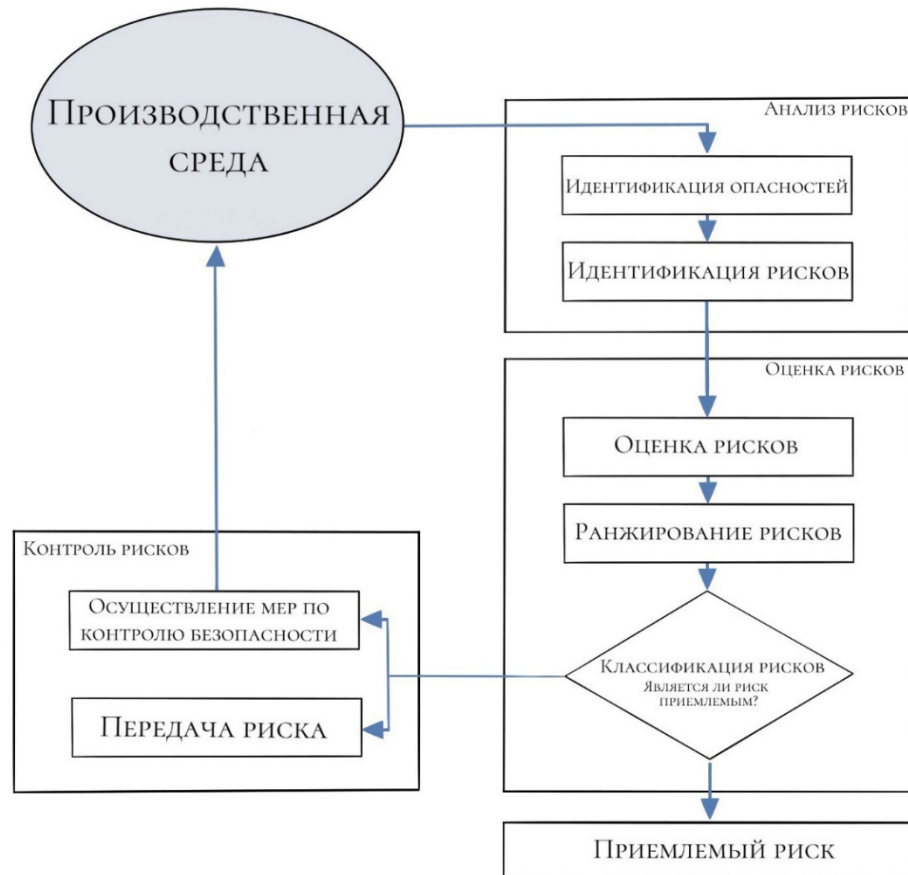 Производственная
среда
Анализ рисков
Идентификация опасностей
Идентификация рисков
Оценка рисков
Оценка рисков
Ранжирование рисков
Классификация рисков
Является ли риск
приемлемым?
Контроль рисков
Осуществление мер по
контролю безопасности
Передача риска
Приемлемый риск